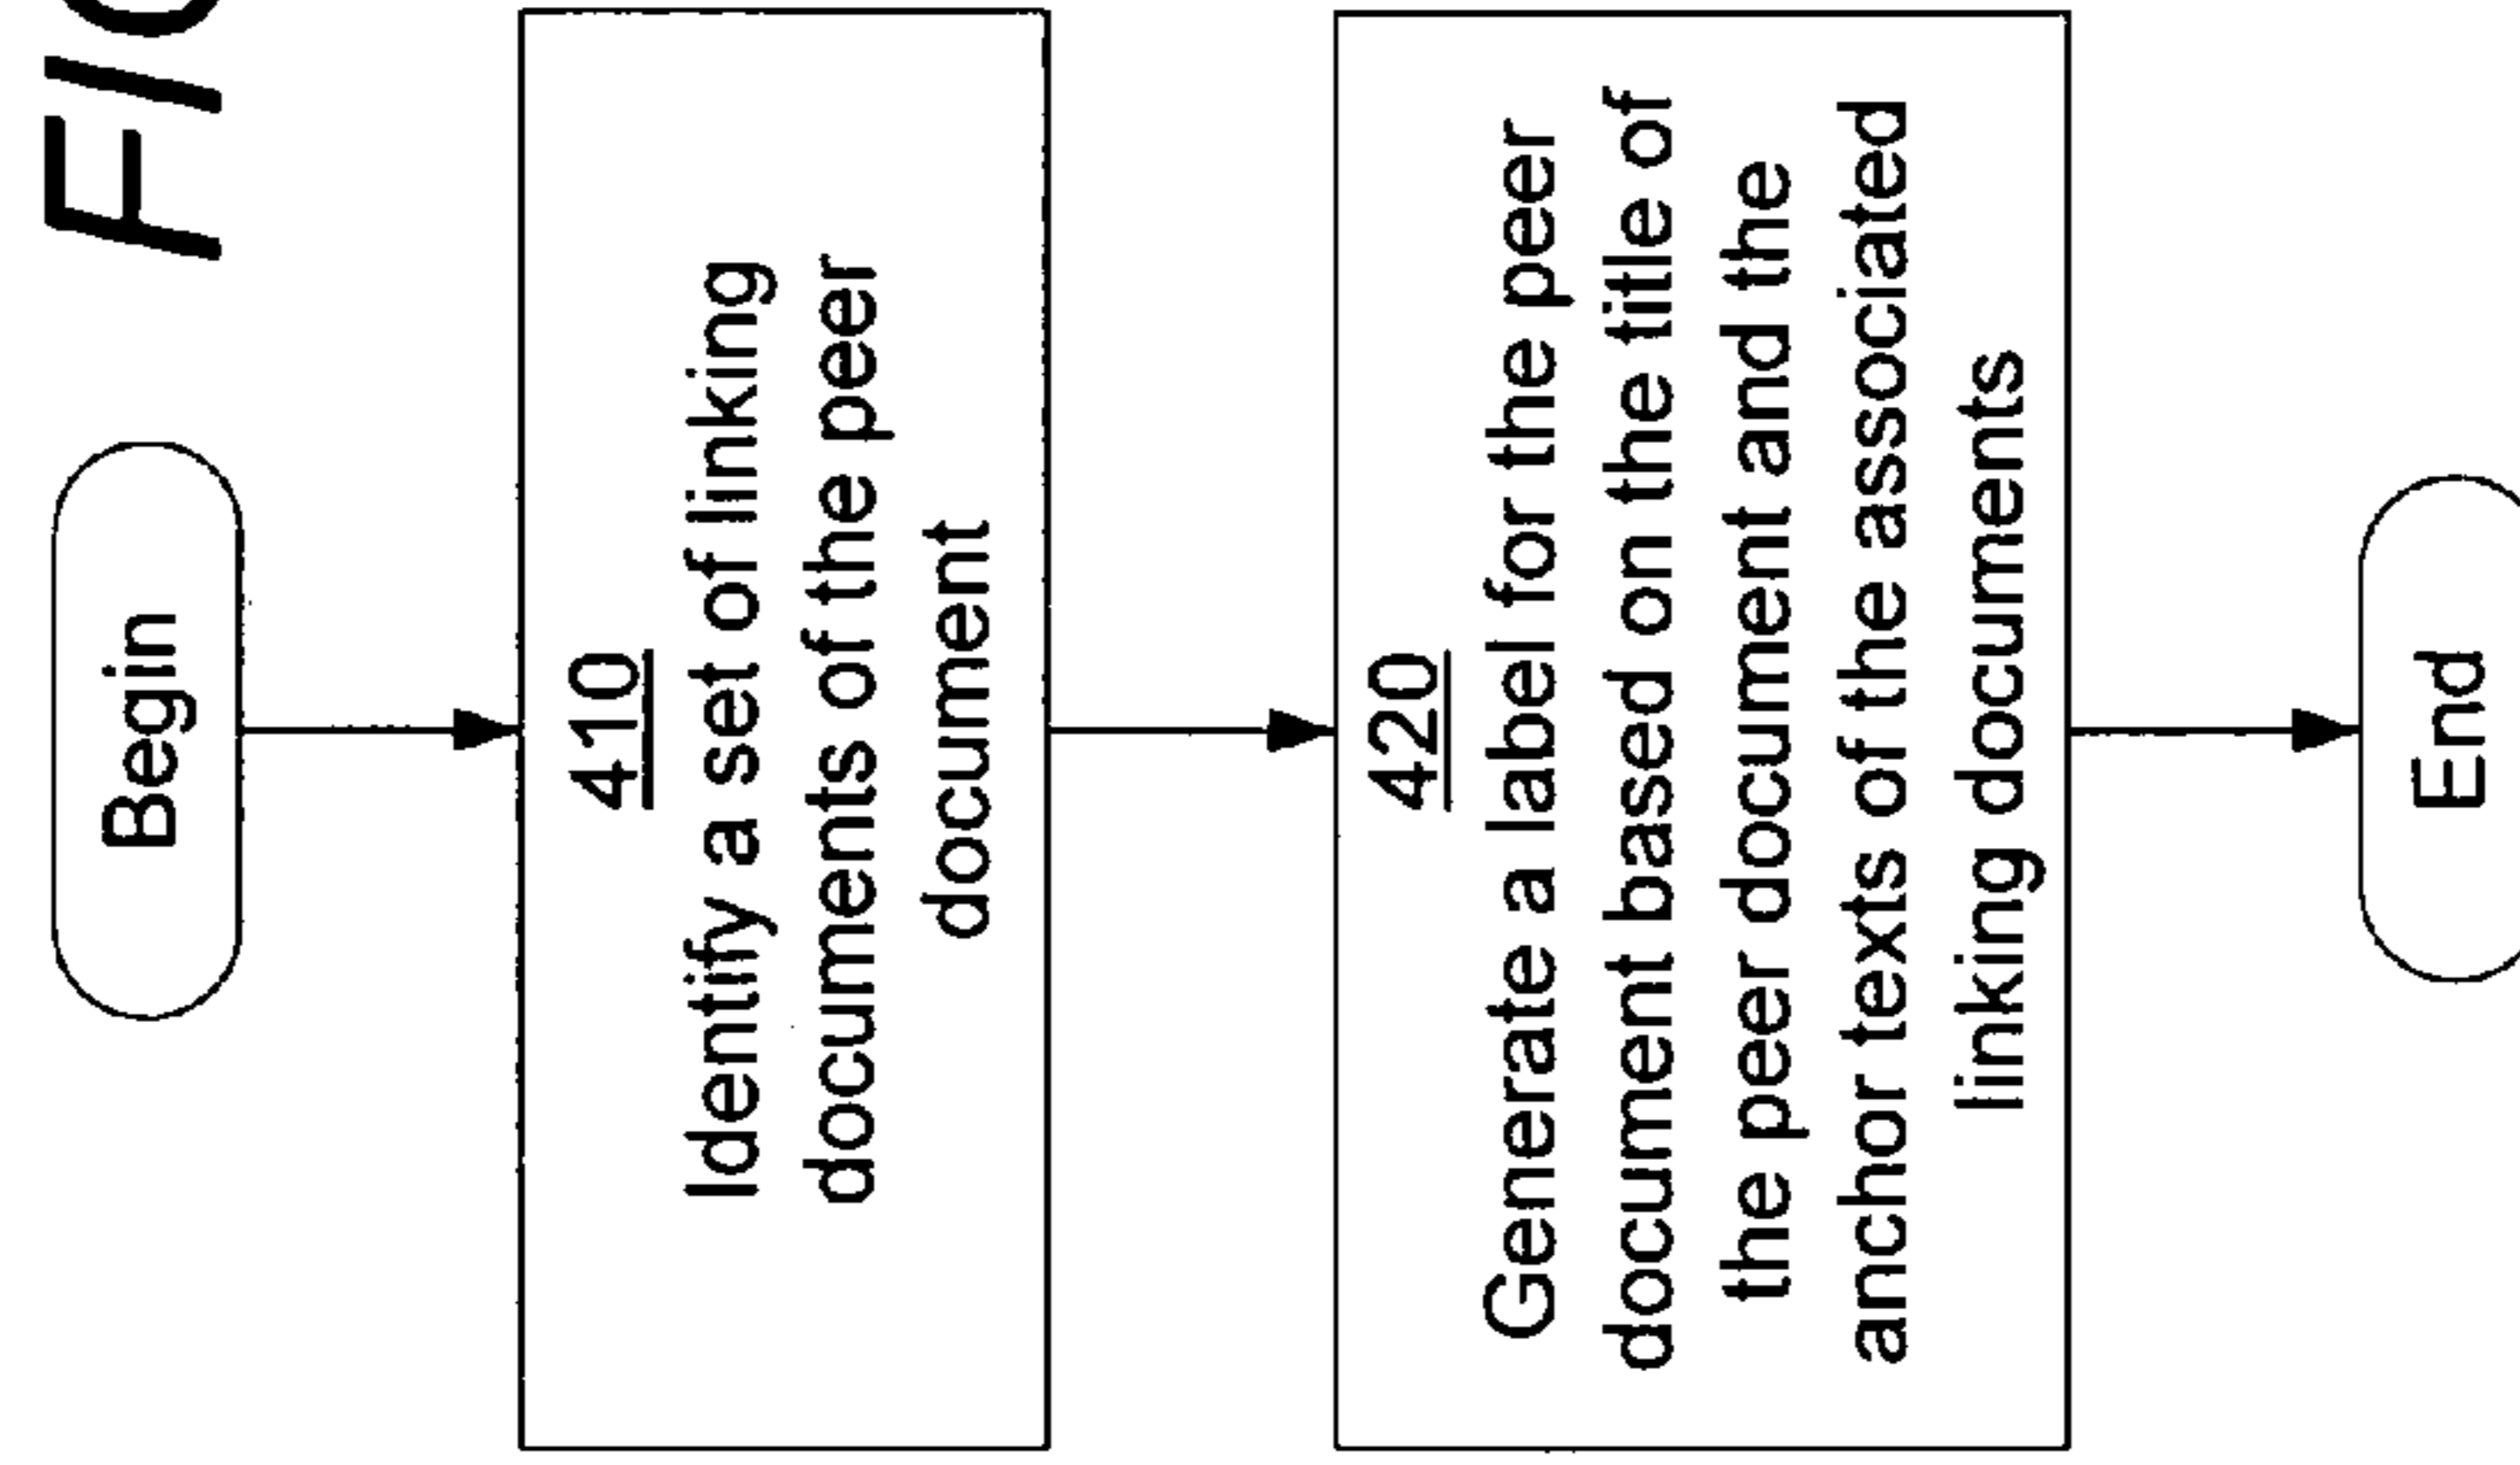 Begin
410
Identify a set of linking
documents of the peer
document
420
Generate a label for the peer
document based on the title of
the peer document and the
anchor texts of the associated
linking documents
End